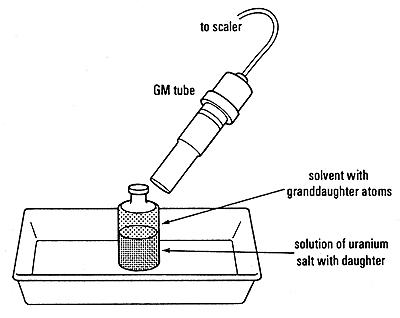 to scaler
GM tube
solvent with
granddaughter atoms
solution of uranium
salt with daughter